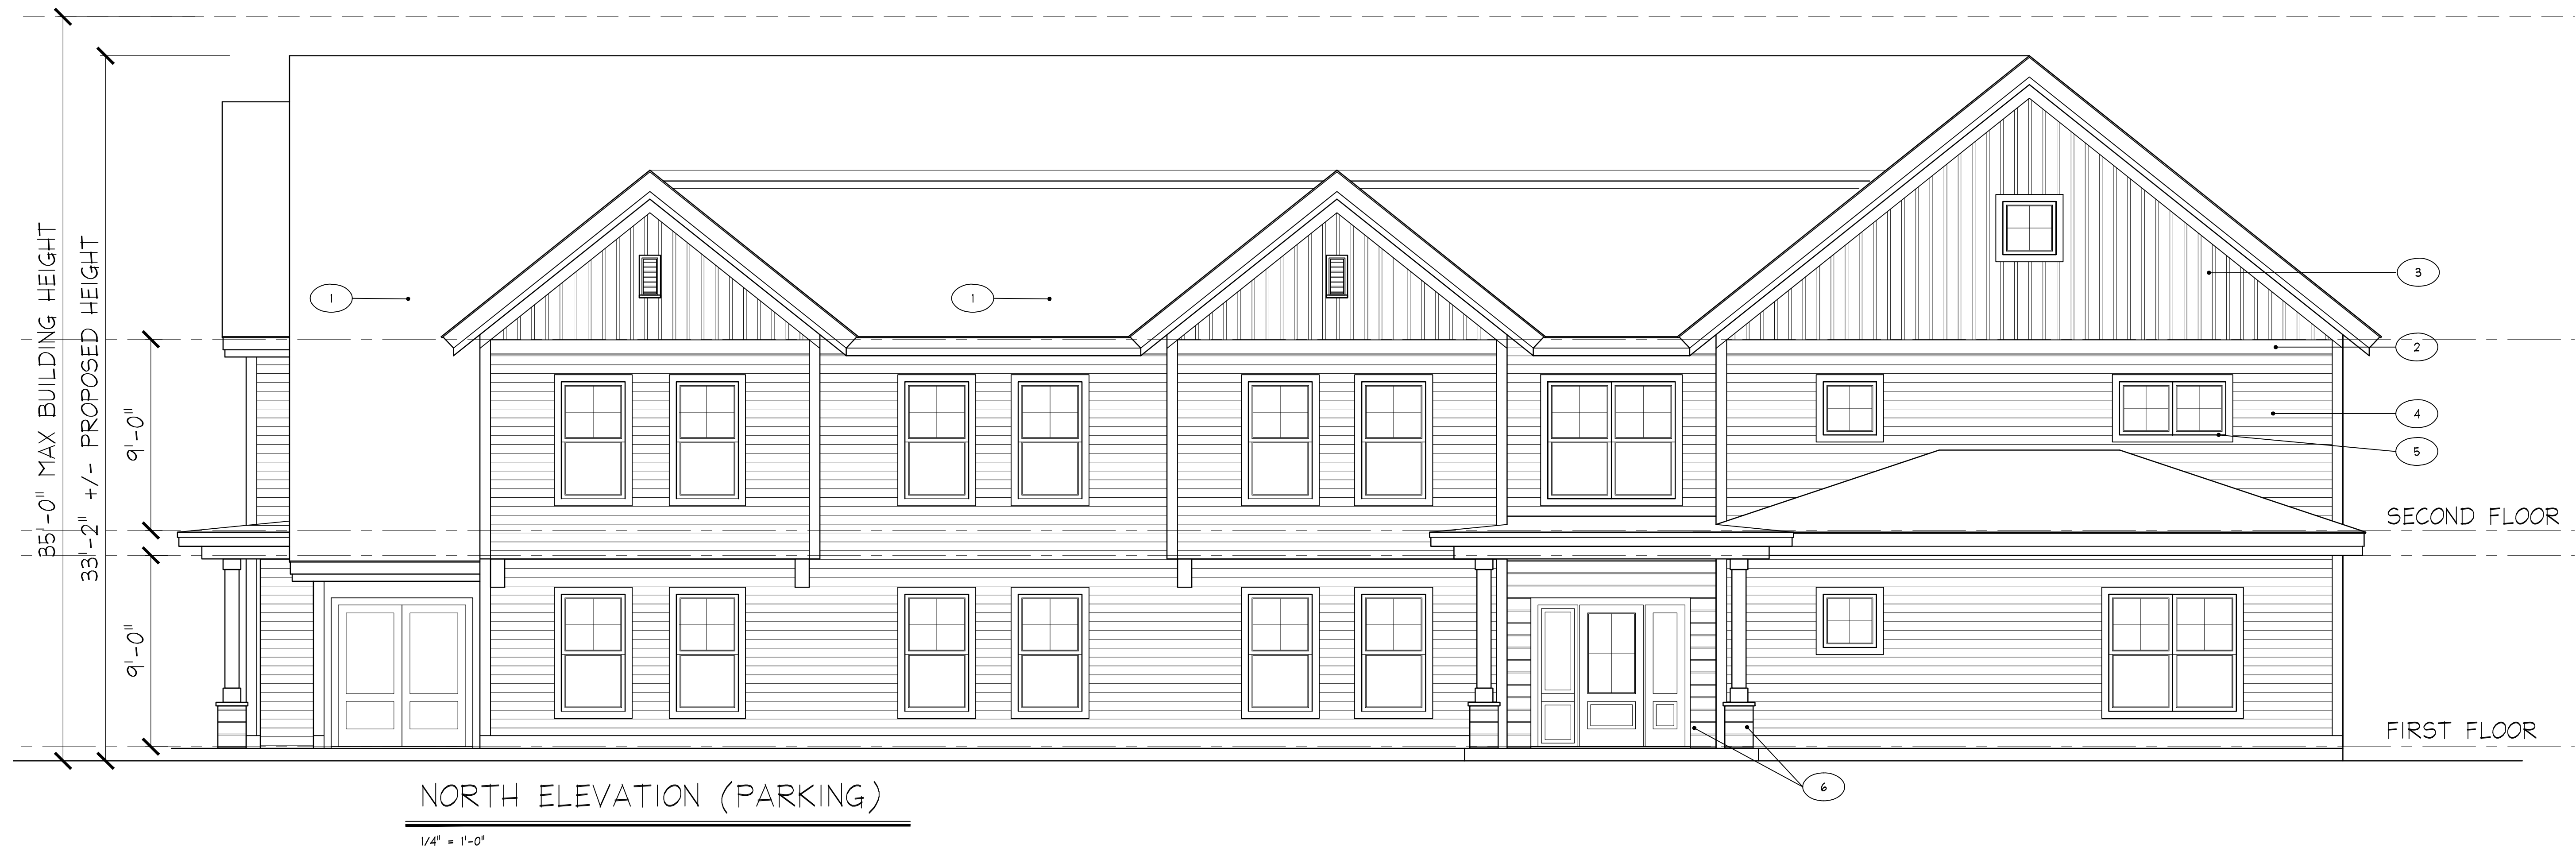 35'-0" MAX BUILDING HEIGHT
33'-2" +/- PROPOSED HEIGHT
9'-0"
9'-0"
1
1
3
2
4
5
SECOND FLOOR
FIRST FLOOR
6
NORTH ELEVATION (PARKING)
1/4" = 1'-0"